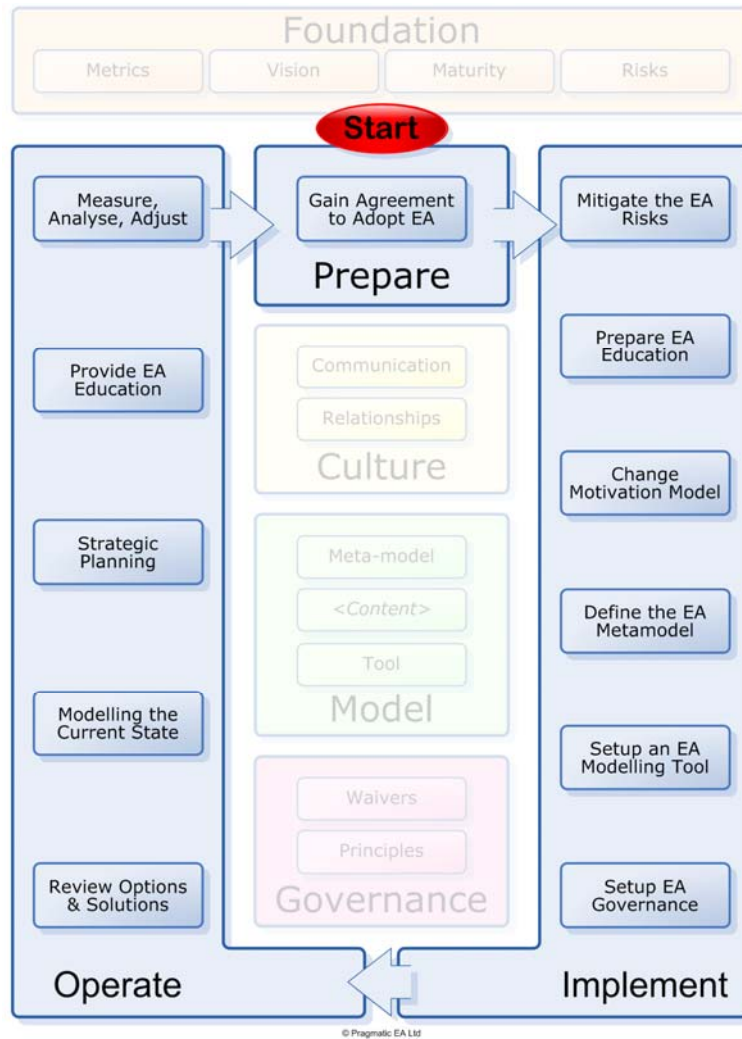 Foundation
Metrics
Vision
Maturity
Risks
Start
Measure,
Analyse, Adjust
Gain Agreement
to Adopt EA
Mitigate the EA
Risks
Prepare
Provide EA
Education
Communication
Relationships
Culture
Prepare EA
Education
Change
Motivation Model
Strategic
Planning
Meta-model
<Content>
Tool
Model
Define the EA
Metamodel
Modelling the
Current State
Setup an EA
Modelling Tool
Waivers
Principles
Governance
Review Options
& Solutions
Setup EA
Governance
Operate
Implement
© Pragmatic EA Ltd